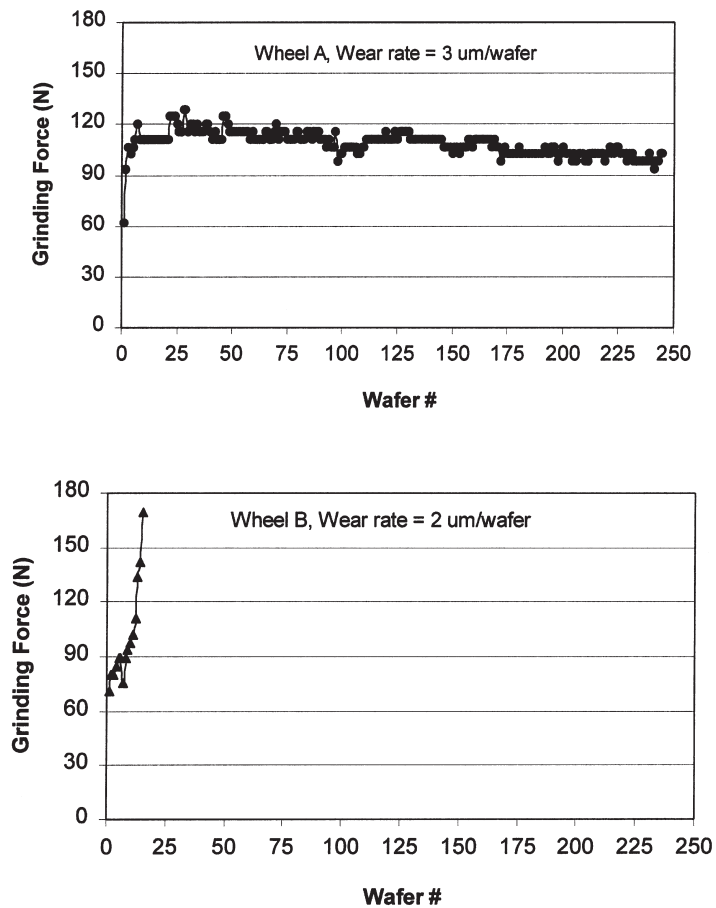 180
Wheel A, Wear rate = 3 um/wafer
150
120
90
60
30
0
Grinding Force (N)
0 25 50 75 100 125 150 175 200 225 250
Wafer #
180
Wheel B, Wear rate = 2 um/wafer
150
120
90
60
30
0
Grinding Force (N)
0 25 50 75 100 125 150 175 200 225 250
Wafer #